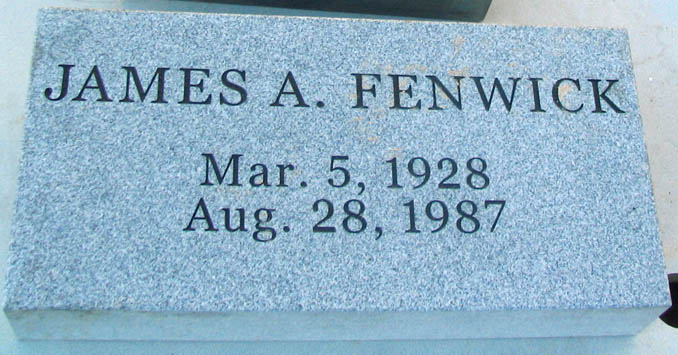 JAMES A. FENWICK
Mar. 5, 1928
Aug. 28, 1987